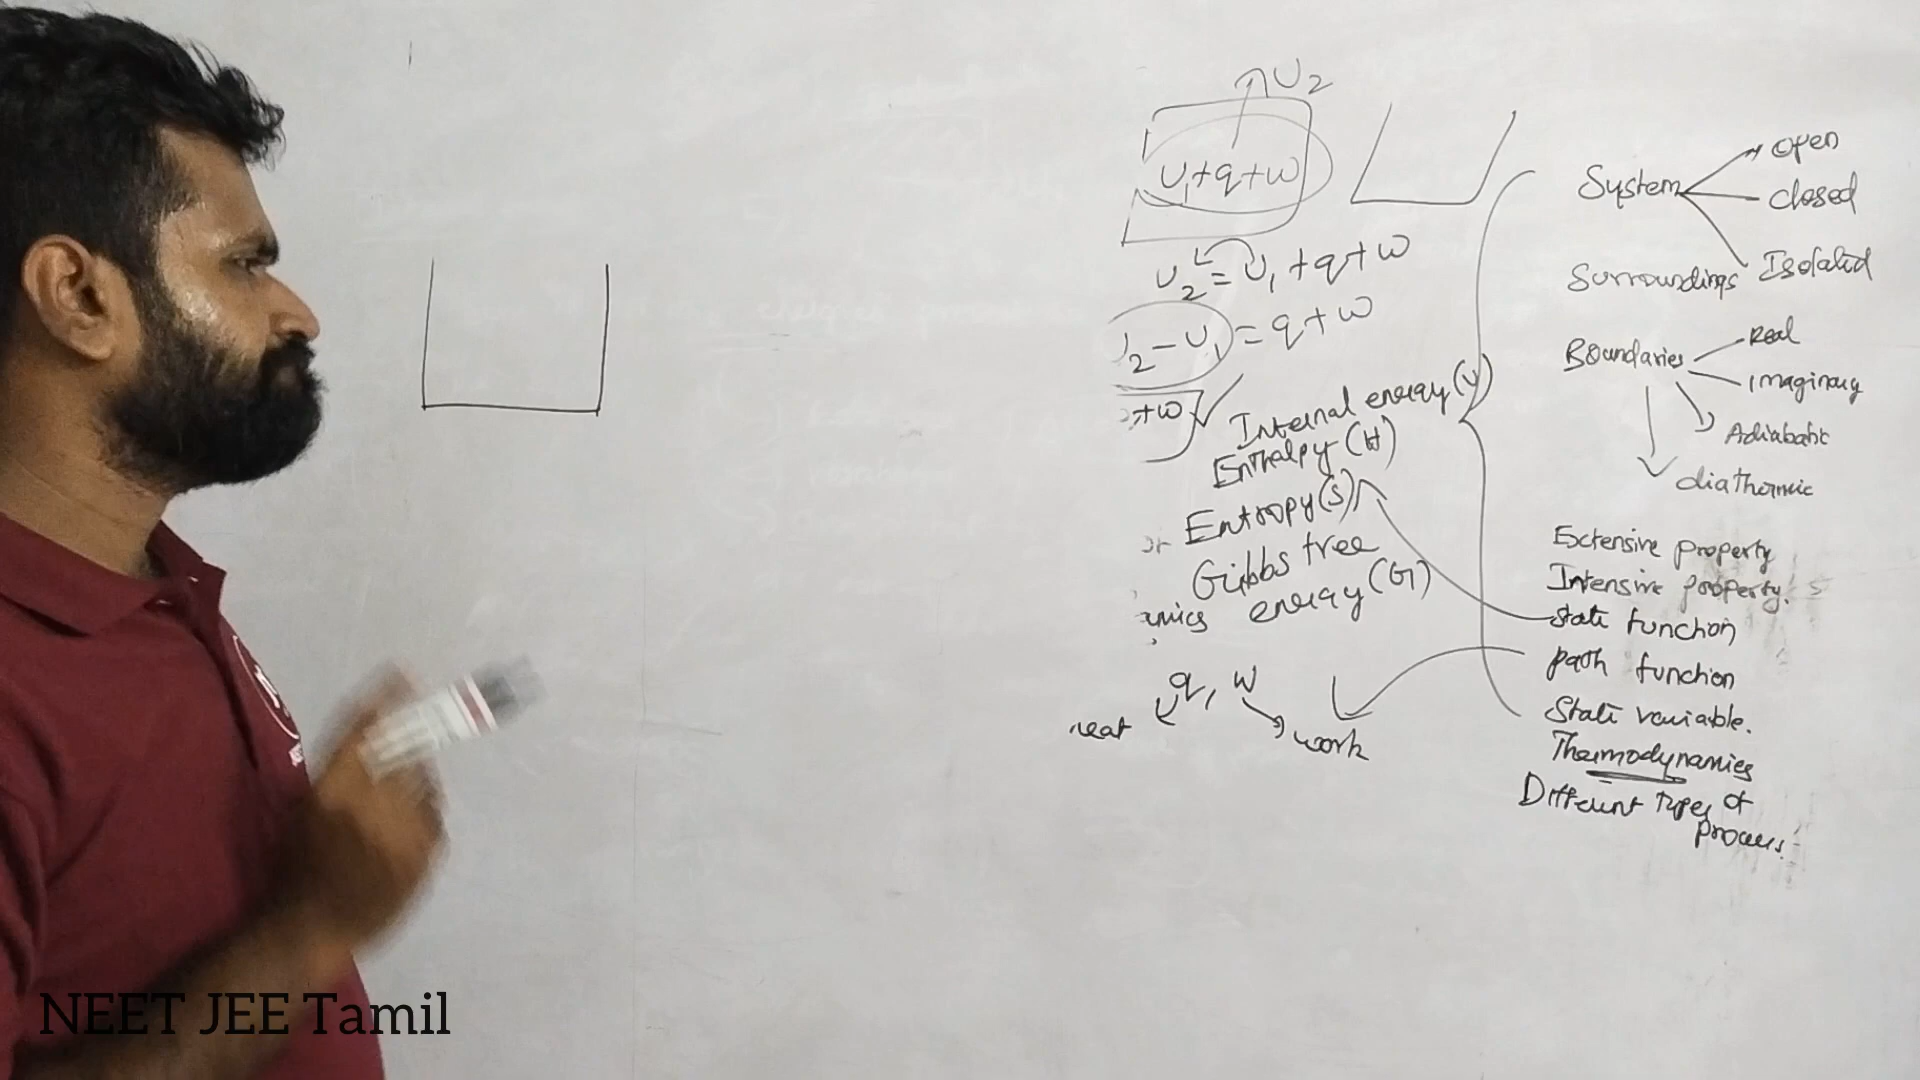 U2
U1+q+w
U2 = U1 + q + w
U2 - U1 = q + w
+w
Internal energy (U)
Enthalpy (H)
Entropy (S)
Gibbs free
energy (G)
amics
q, w
heat
work
System
open
closed
Isolated
Surroundings
Boundaries
Real
imaginary
Adiabatic
diathermic
Extensive property
Intensive property.
state function
path function
State variable.
Thermodynamics
Different types of
process.
NEET JEE Tamil